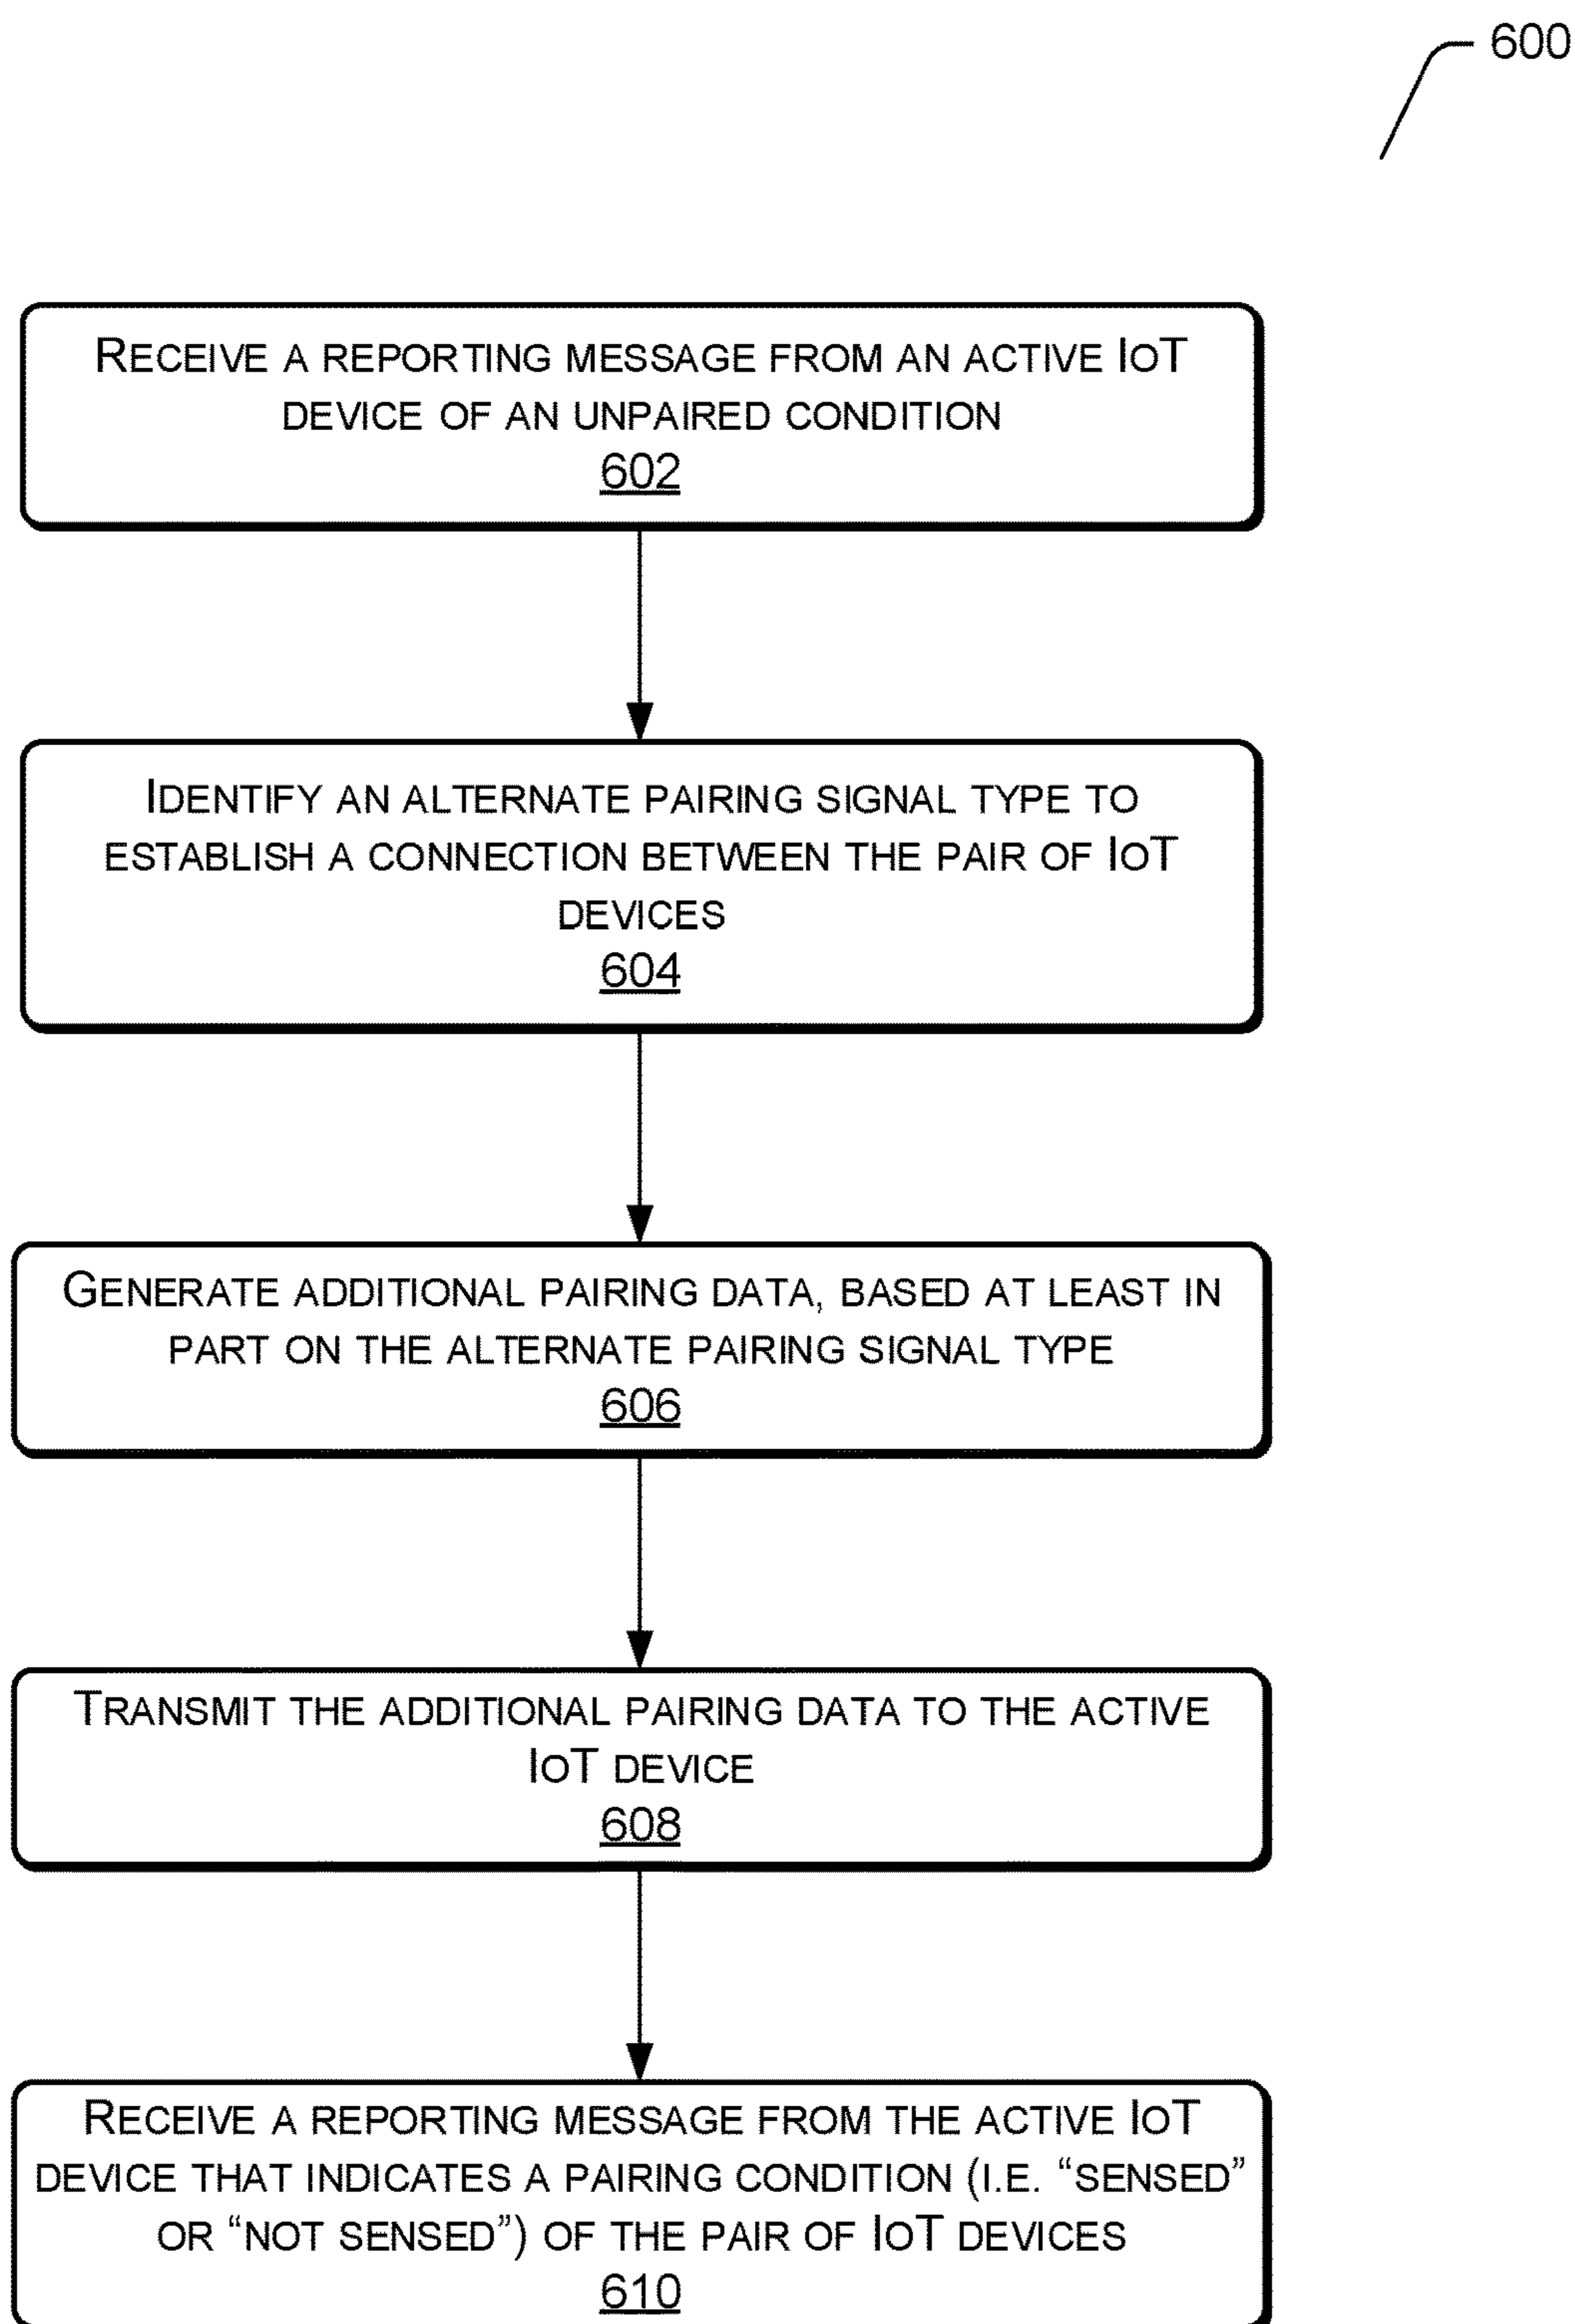 600
RECEIVE A REPORTING MESSAGE FROM AN ACTIVE IOT
DEVICE OF AN UNPAIRED CONDITION
602
IDENTIFY AN ALTERNATE PAIRING SIGNAL TYPE TO
ESTABLISH A CONNECTION BETWEEN THE PAIR OF IOT
DEVICES
604
GENERATE ADDITIONAL PAIRING DATA, BASED AT LEAST IN
PART ON THE ALTERNATE PAIRING SIGNAL TYPE
606
TRANSMIT THE ADDITIONAL PAIRING DATA TO THE ACTIVE
IOT DEVICE
608
RECEIVE A REPORTING MESSAGE FROM THE ACTIVE IOT
DEVICE THAT INDICATES A PAIRING CONDITION (I.E. “SENSED”
OR “NOT SENSED”) OF THE PAIR OF IOT DEVICES
610